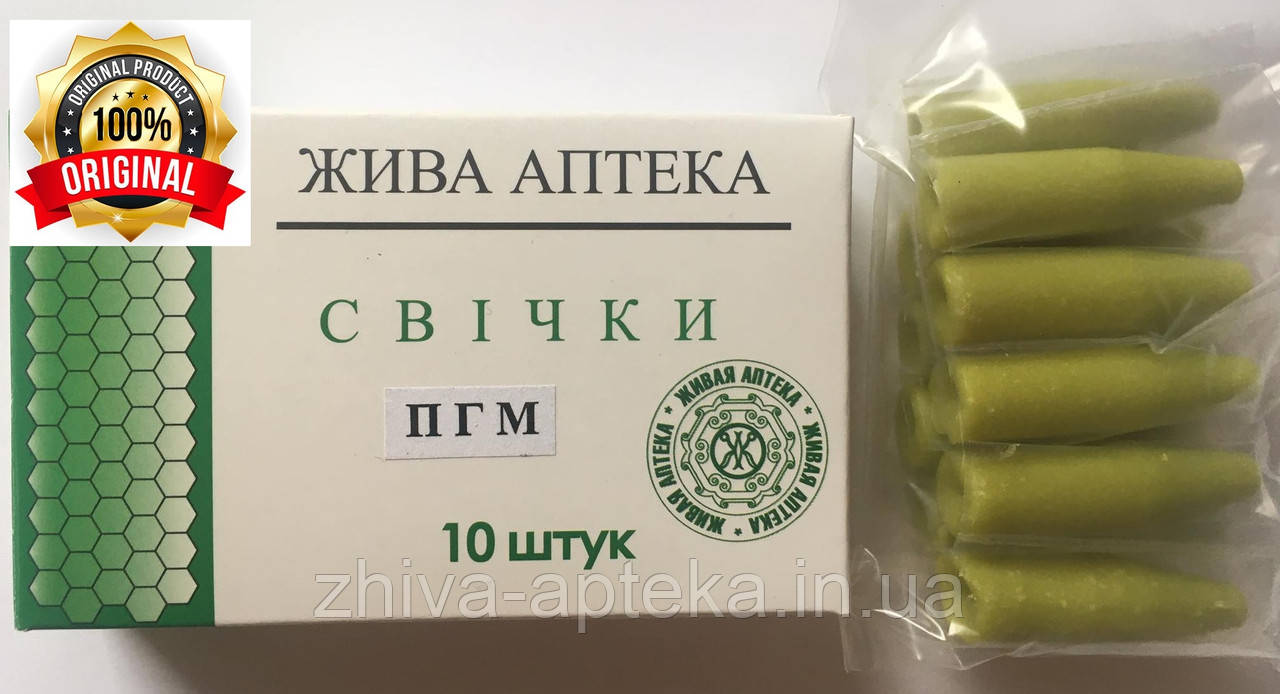 ORIGINAL PRODUCT
100%
ORIGINAL
ЖИВА АПТЕКА
СВІЧКИ
ПГМ
ЖИВАЯ АПТЕКА * ЖИВАЯ АПТЕКА * ЖИВАЯ АПТЕКА *
Ж
10 штук
zhiva-apteka.in.ua